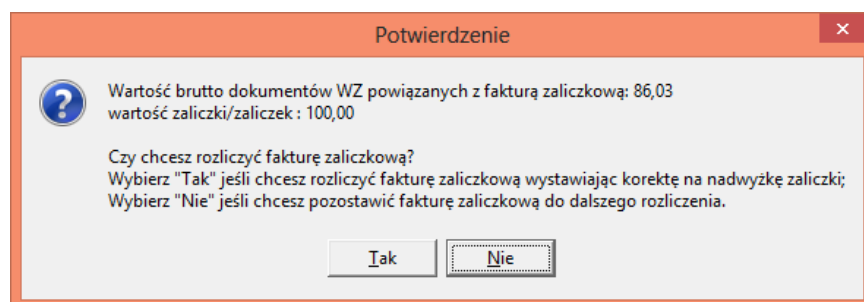 Potwierdzenie
Wartość brutto dokumentów WZ powiązanych z fakturą zaliczkową: 86,03
wartość zaliczki/zaliczek : 100,00
Czy chcesz rozliczyć fakturę zaliczkową?
Wybierz "Tak" jeśli chcesz rozliczyć fakturę zaliczkową wystawiając korektę na nadwyżkę zaliczki;
Wybierz "Nie" jeśli chcesz pozostawić fakturę zaliczkową do dalszego rozliczenia.
Tak
Nie